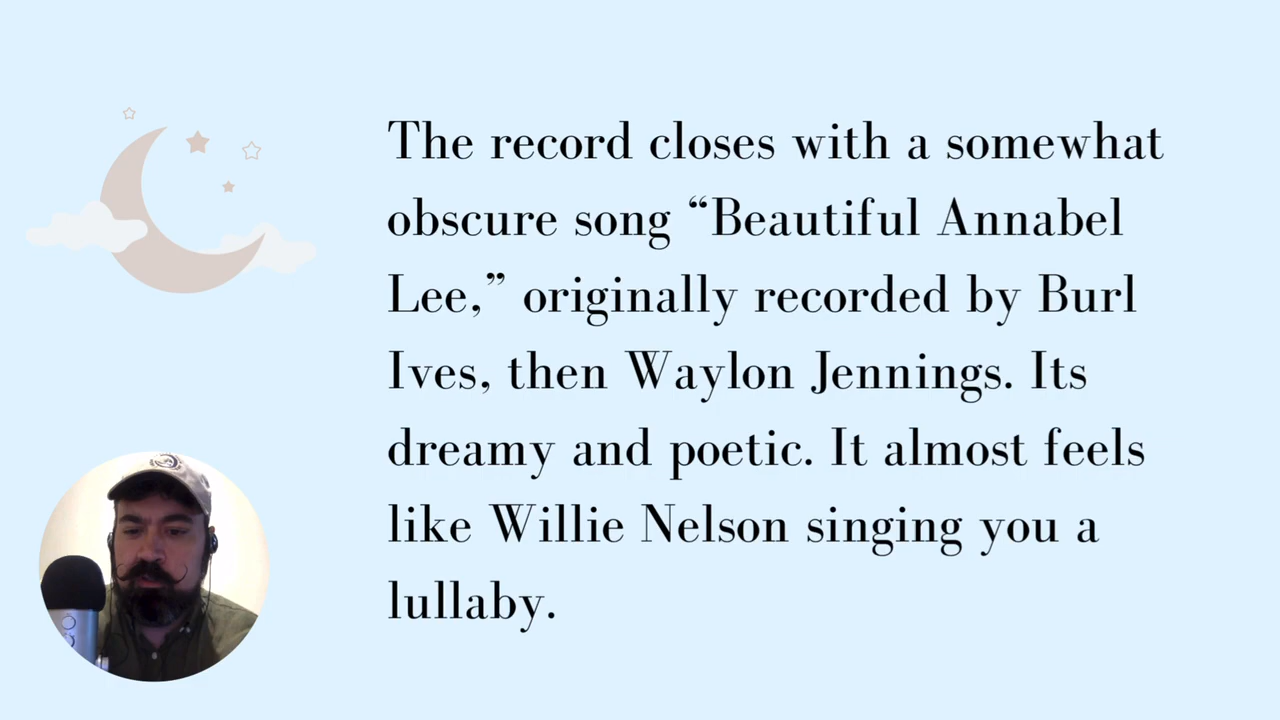 The record closes with a somewhat
obscure song “Beautiful Annabel
Lee,” originally recorded by Burl
Ives, then Waylon Jennings. Its
dreamy and poetic. It almost feels
like Willie Nelson singing you a
lullaby.